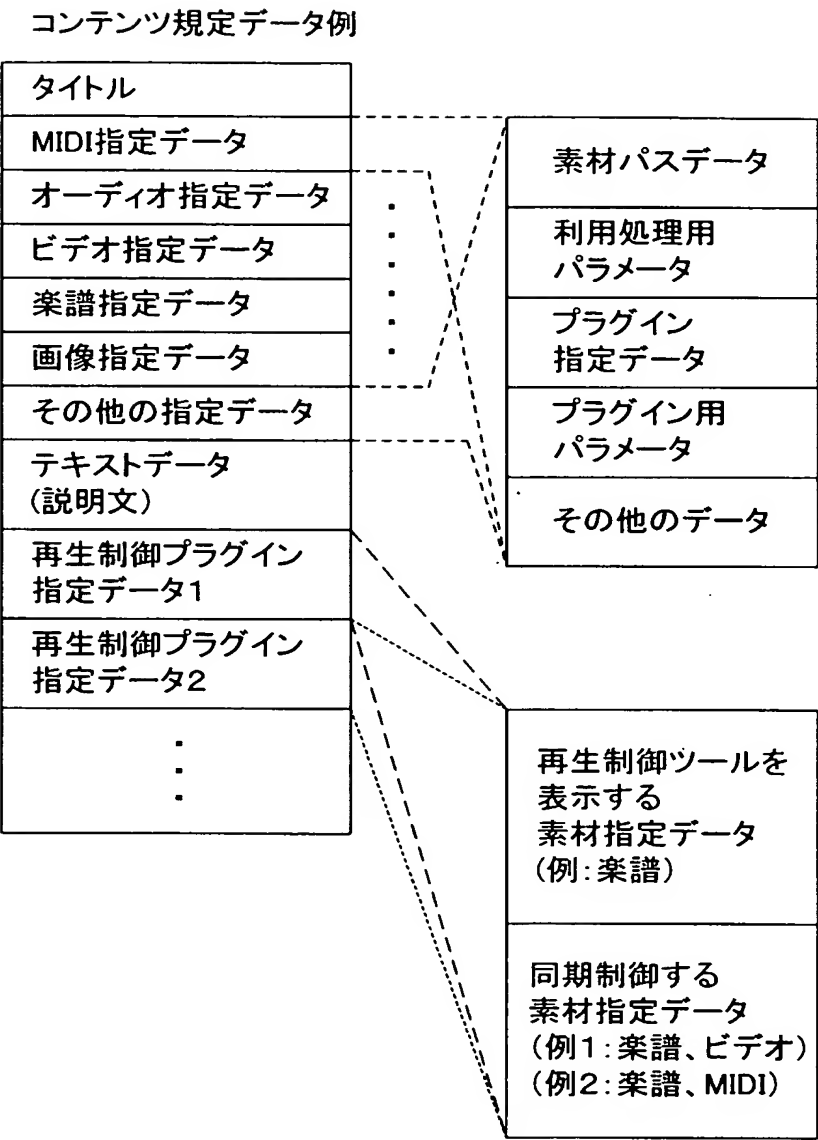 コンテンツ規定データ例
タイトル
MIDI指定データ
オーディオ指定データ
ビデオ指定データ
楽譜指定データ
画像指定データ
その他の指定データ
テキストデータ
(説明文)
再生制御プラグイン
指定データ1
再生制御プラグイン
指定データ2
素材パスデータ
利用処理用
パラメータ
プラグイン
指定データ
プラグイン用
パラメータ
その他のデータ
再生制御ツールを
表示する
素材指定データ
(例:楽譜)
同期制御する
素材指定データ
(例1:楽譜、ビデオ)
(例2:楽譜、MIDI)